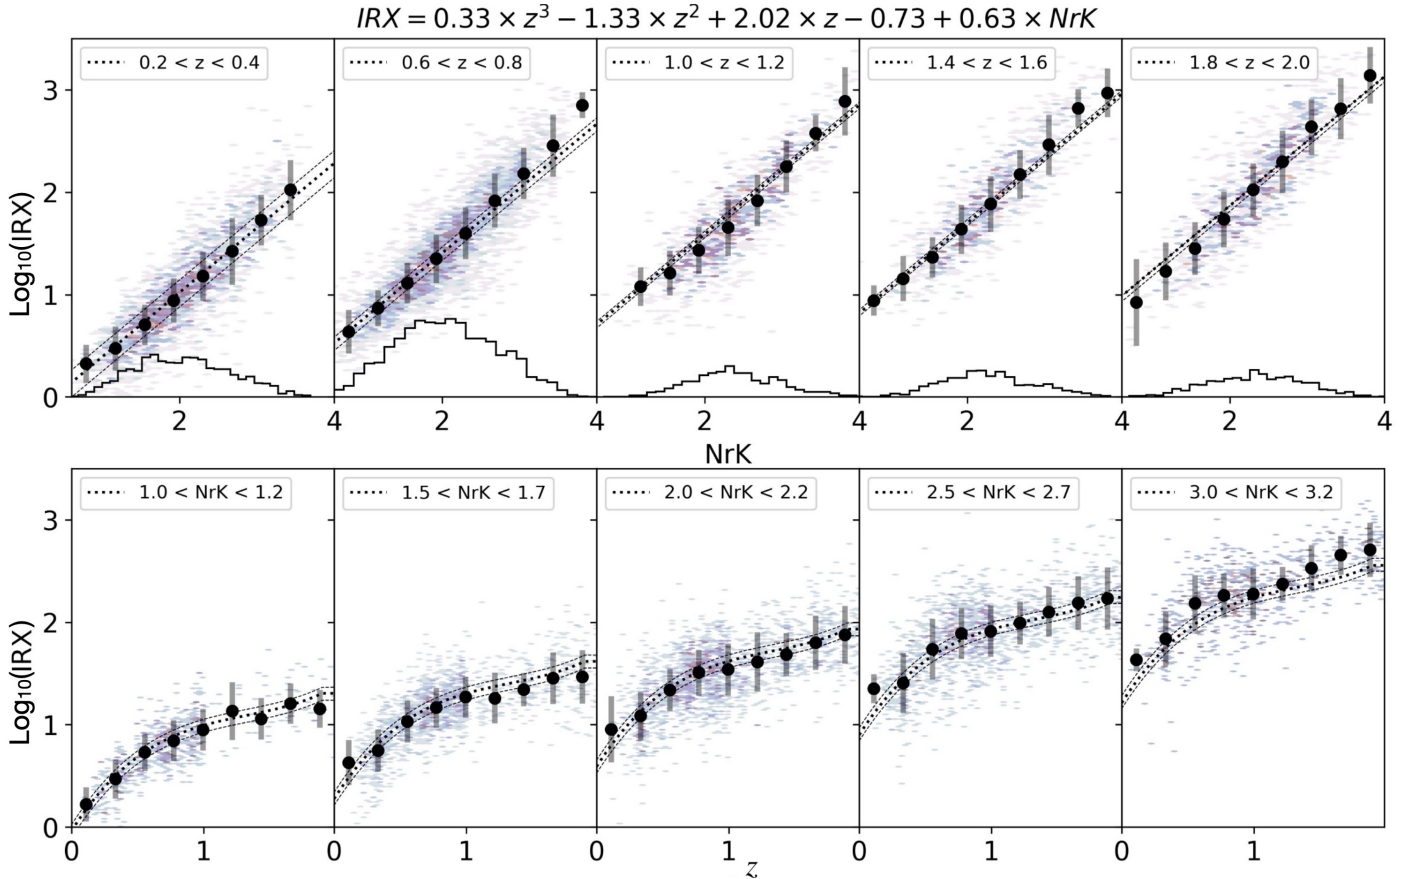 IRX = 0.33 × z³ − 1.33 × z² + 2.02 × z − 0.73 + 0.63 × NrK
0.2 < z < 0.4
0.6 < z < 0.8
1.0 < z < 1.2
1.4 < z < 1.6
1.8 < z < 2.0
Log₁₀(IRX)
3
2
1
0
2
4
2
4
2
4
2
4
2
4
NrK
1.0 < NrK < 1.2
1.5 < NrK < 1.7
2.0 < NrK < 2.2
2.5 < NrK < 2.7
3.0 < NrK < 3.2
Log₁₀(IRX)
3
2
1
0
0
1
0
1
0
1
0
1
0
1
z